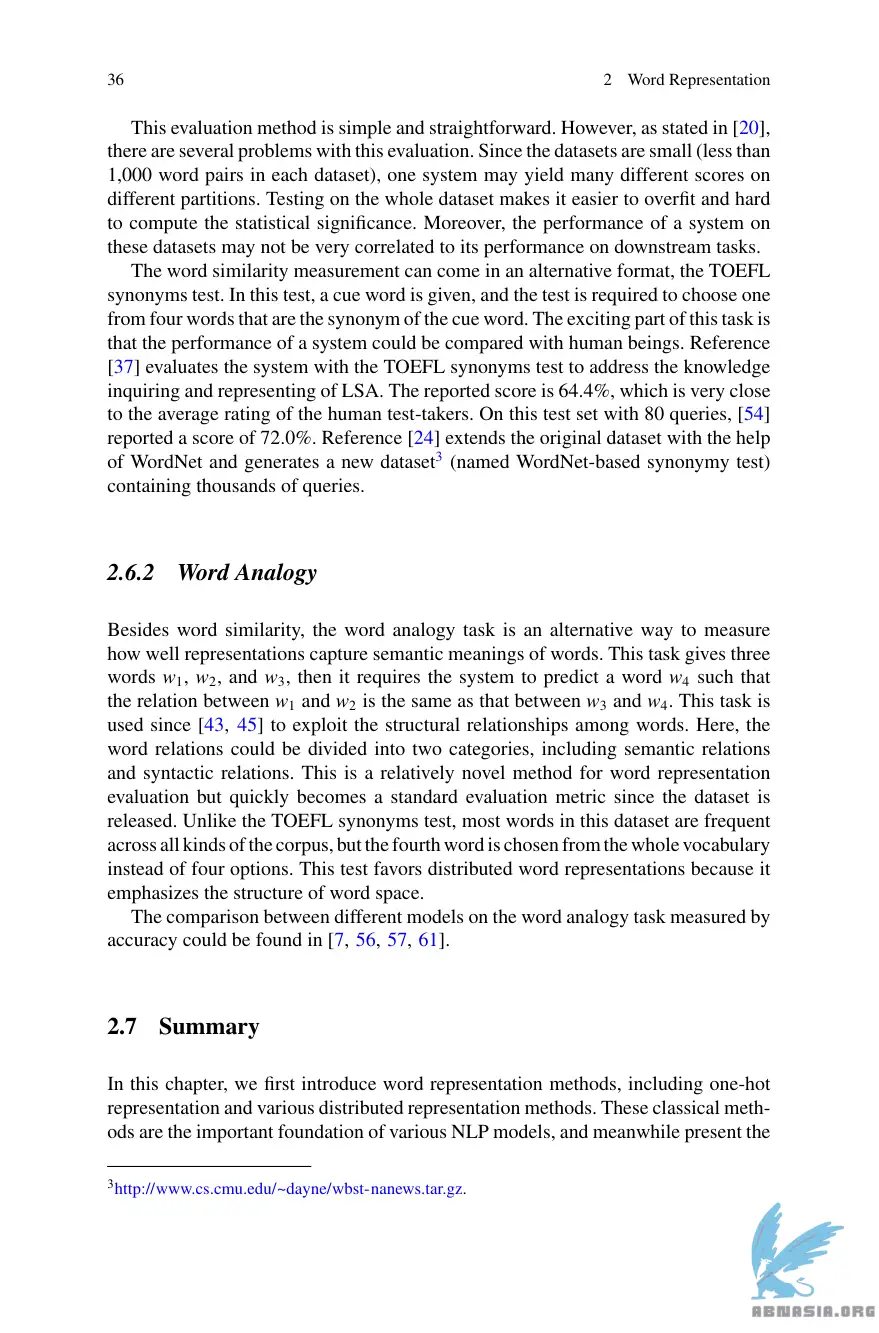 36
2 Word Representation
This evaluation method is simple and straightforward. However, as stated in [20],
there are several problems with this evaluation. Since the datasets are small (less than
1,000 word pairs in each dataset), one system may yield many different scores on
different partitions. Testing on the whole dataset makes it easier to overfit and hard
to compute the statistical significance. Moreover, the performance of a system on
these datasets may not be very correlated to its performance on downstream tasks.
The word similarity measurement can come in an alternative format, the TOEFL
synonyms test. In this test, a cue word is given, and the test is required to choose one
from four words that are the synonym of the cue word. The exciting part of this task is
that the performance of a system could be compared with human beings. Reference
[37] evaluates the system with the TOEFL synonyms test to address the knowledge
inquiring and representing of LSA. The reported score is 64.4%, which is very close
to the average rating of the human test-takers. On this test set with 80 queries, [54]
reported a score of 72.0%. Reference [24] extends the original dataset with the help
of WordNet and generates a new dataset³ (named WordNet-based synonymy test)
containing thousands of queries.
2.6.2 Word Analogy
Besides word similarity, the word analogy task is an alternative way to measure
how well representations capture semantic meanings of words. This task gives three
words w₁, w₂, and w₃, then it requires the system to predict a word w₄ such that
the relation between w₁ and w₂ is the same as that between w₃ and w₄. This task is
used since [43, 45] to exploit the structural relationships among words. Here, the
word relations could be divided into two categories, including semantic relations
and syntactic relations. This is a relatively novel method for word representation
evaluation but quickly becomes a standard evaluation metric since the dataset is
released. Unlike the TOEFL synonyms test, most words in this dataset are frequent
across all kinds of the corpus, but the fourth word is chosen from the whole vocabulary
instead of four options. This test favors distributed word representations because it
emphasizes the structure of word space.
The comparison between different models on the word analogy task measured by
accuracy could be found in [7, 56, 57, 61].
2.7 Summary
In this chapter, we first introduce word representation methods, including one-hot
representation and various distributed representation methods. These classical meth-
ods are the important foundation of various NLP models, and meanwhile present the
³http://www.cs.cmu.edu/~dayne/wbst-nanews.tar.gz.
ABNASIA.ORG